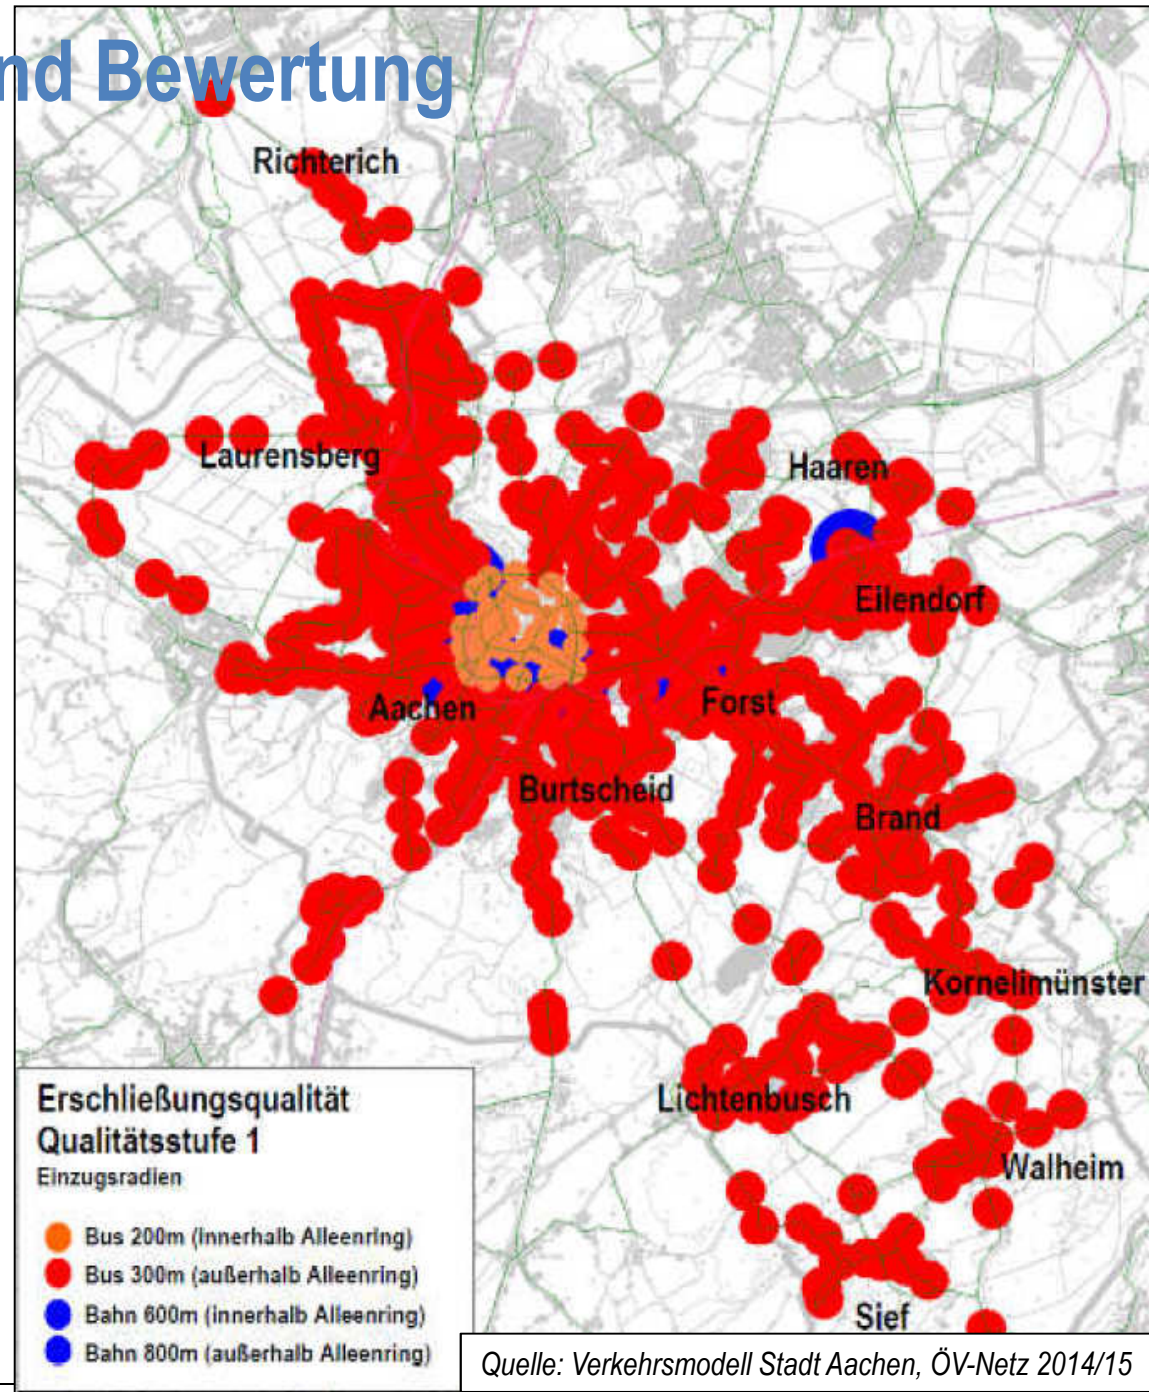 nd Bewertung
Richterich
Laurensberg
Haaren
Eilendorf
Aachen
Forst
Burtscheid
Brand
Kornelimünster
Lichtenbusch
Walheim
Sief
Erschließungsqualität
Qualitätsstufe 1
Einzugsradien
Bus 200m (innerhalb Alleenring)
Bus 300m (außerhalb Alleenring)
Bahn 600m (innerhalb Alleenring)
Bahn 800m (außerhalb Alleenring)
Quelle: Verkehrsmodell Stadt Aachen, ÖV-Netz 2014/15